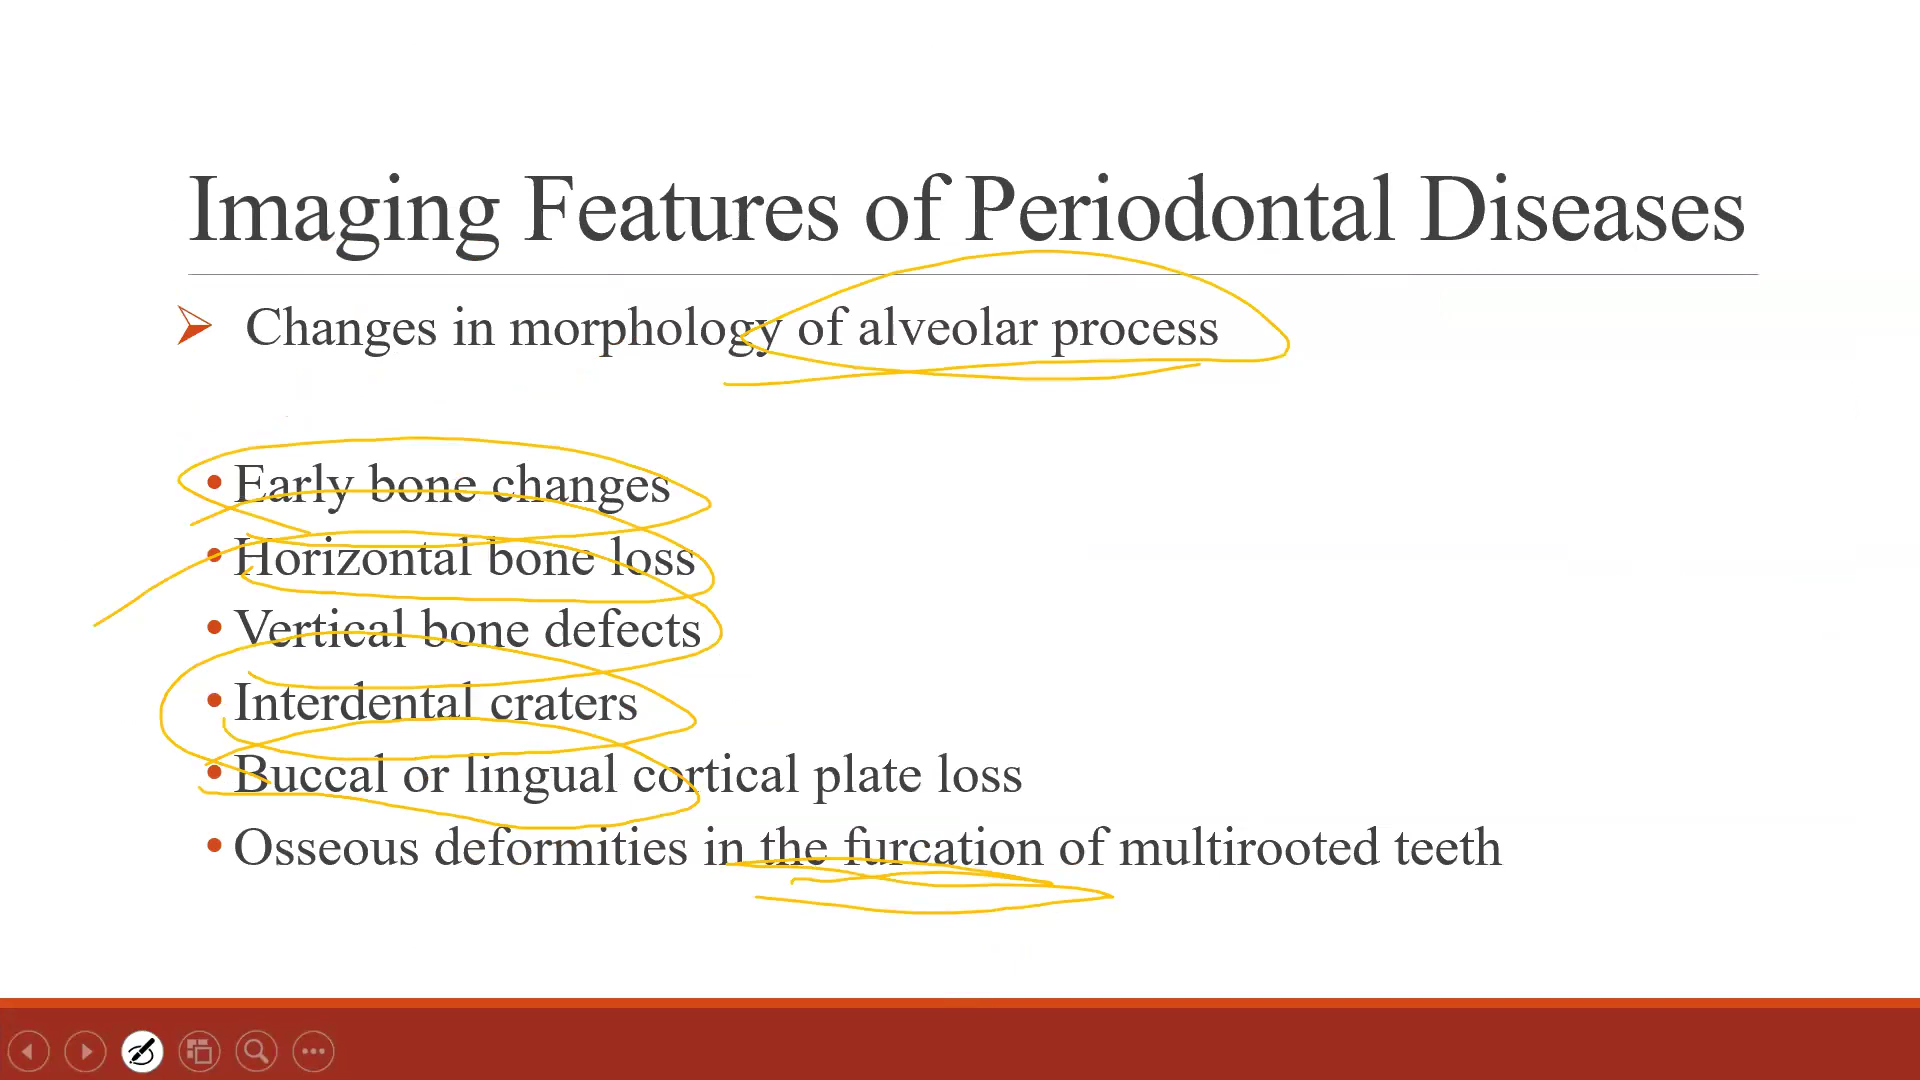 Imaging Features of Periodontal Diseases
Changes in morphology of alveolar process
• Early bone changes
• Horizontal bone loss
• Vertical bone defects
• Interdental craters
• Buccal or lingual cortical plate loss
• Osseous deformities in the furcation of multirooted teeth